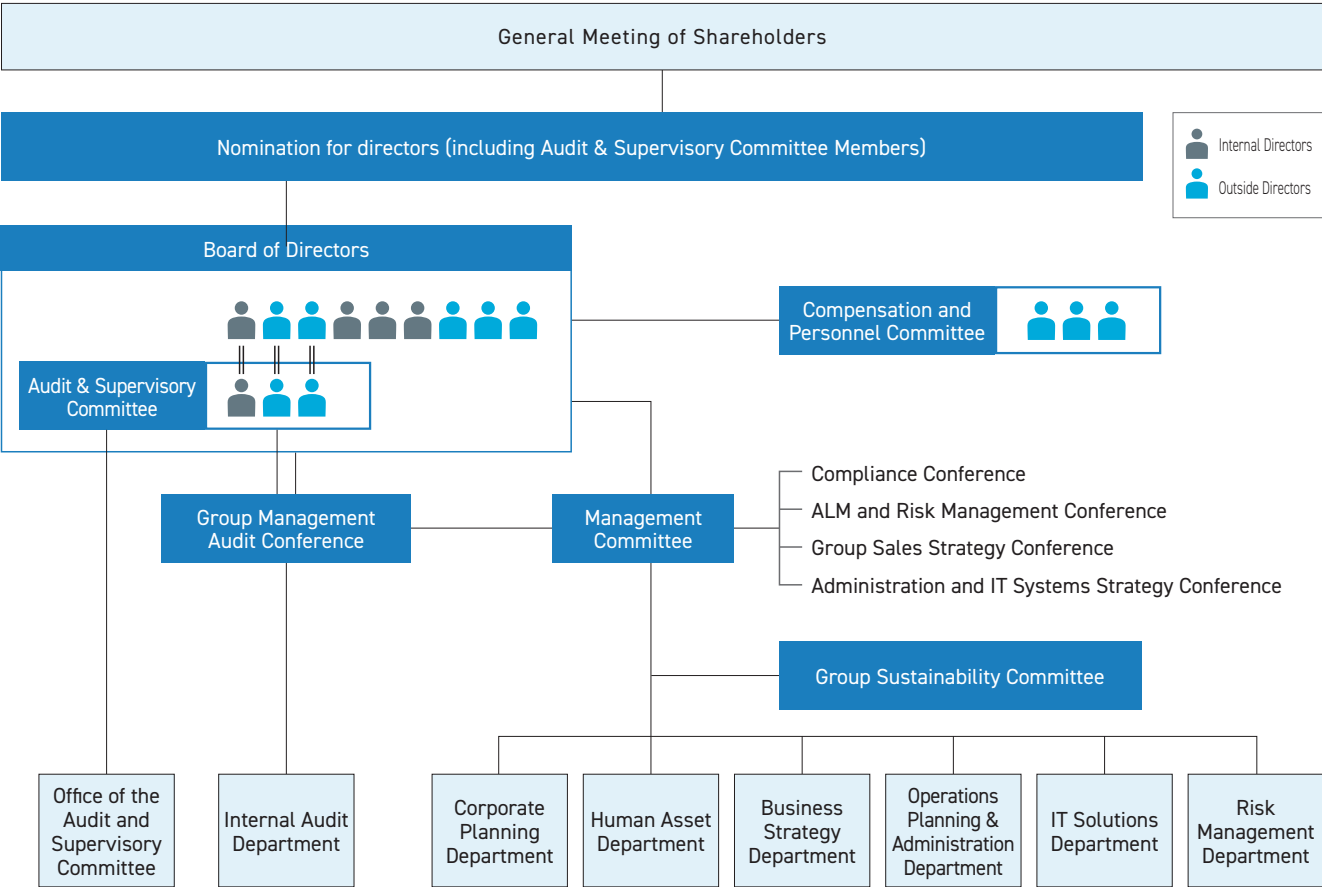 General Meeting of Shareholders
Nomination for directors (including Audit & Supervisory Committee Members)
Internal Directors
Outside Directors
Board of Directors
Compensation and
Personnel Committee
Audit & Supervisory
Committee
Group Management
Audit Conference
Management
Committee
Compliance Conference
ALM and Risk Management Conference
Group Sales Strategy Conference
Administration and IT Systems Strategy Conference
Group Sustainability Committee
Office of the
Audit and
Supervisory
Committee
Internal Audit
Department
Corporate
Planning
Department
Human Asset
Department
Business
Strategy
Department
Operations
Planning &
Administration
Department
IT Solutions
Department
Risk
Management
Department